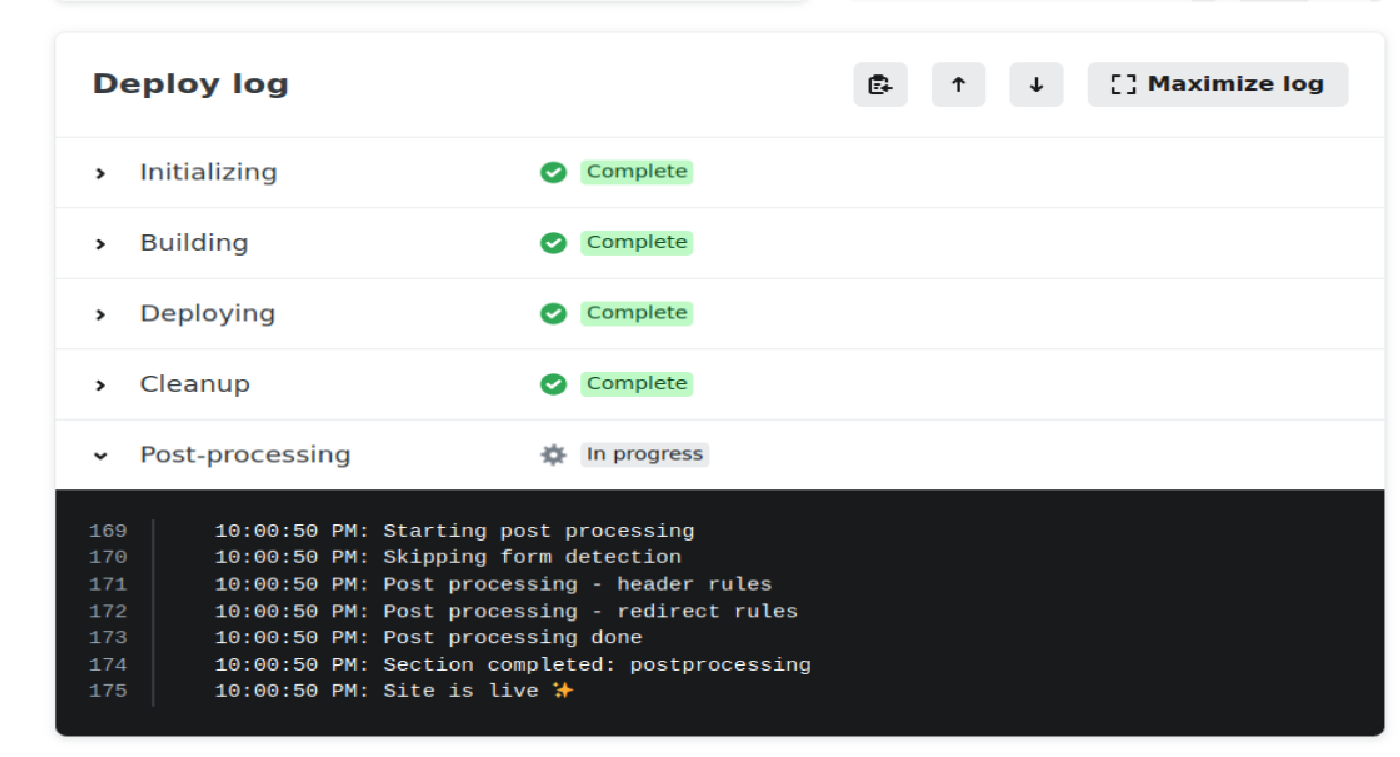 Deploy log
Maximize log
Initializing Complete
Building Complete
Deploying Complete
Cleanup Complete
Post-processing In progress
169 10:00:50 PM: Starting post processing
170 10:00:50 PM: Skipping form detection
171 10:00:50 PM: Post processing - header rules
172 10:00:50 PM: Post processing - redirect rules
173 10:00:50 PM: Post processing done
174 10:00:50 PM: Section completed: postprocessing
175 10:00:50 PM: Site is live ✨